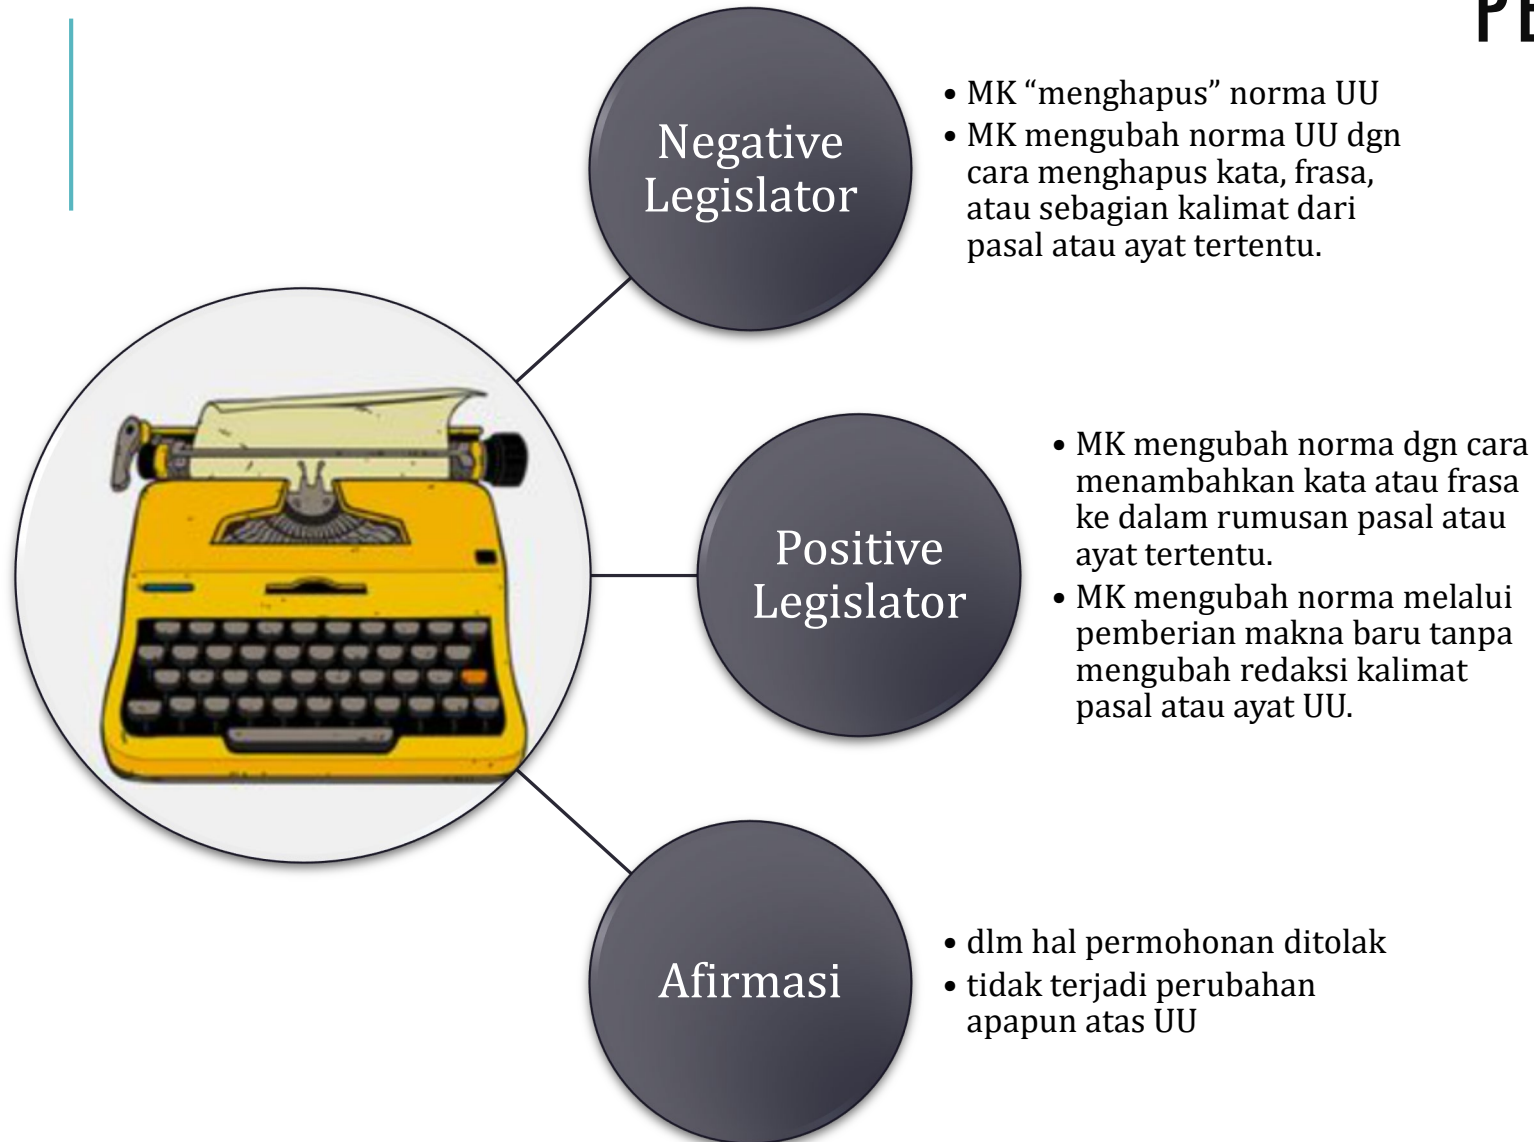 PE
Negative
Legislator
• MK “menghapus” norma UU
• MK mengubah norma UU dgn
cara menghapus kata, frasa,
atau sebagian kalimat dari
pasal atau ayat tertentu.
Positive
Legislator
• MK mengubah norma dgn cara
menambahkan kata atau frasa
ke dalam rumusan pasal atau
ayat tertentu.
• MK mengubah norma melalui
pemberian makna baru tanpa
mengubah redaksi kalimat
pasal atau ayat UU.
Afirmasi
• dlm hal permohonan ditolak
• tidak terjadi perubahan
apapun atas UU